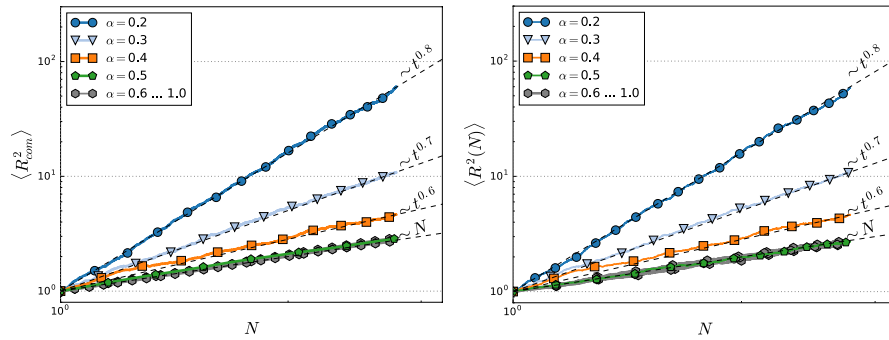 α = 0.2
α = 0.3
α = 0.4
α = 0.5
α = 0.6 ... 1.0
10²
10¹
10⁰
10⁰
⟨R²com⟩
N
~ t^0.8
~ t^0.7
~ t^0.6
~ N
α = 0.2
α = 0.3
α = 0.4
α = 0.5
α = 0.6 ... 1.0
10²
10¹
10⁰
10⁰
⟨R²(N)⟩
N
~ t^0.8
~ t^0.7
~ t^0.6
~ N